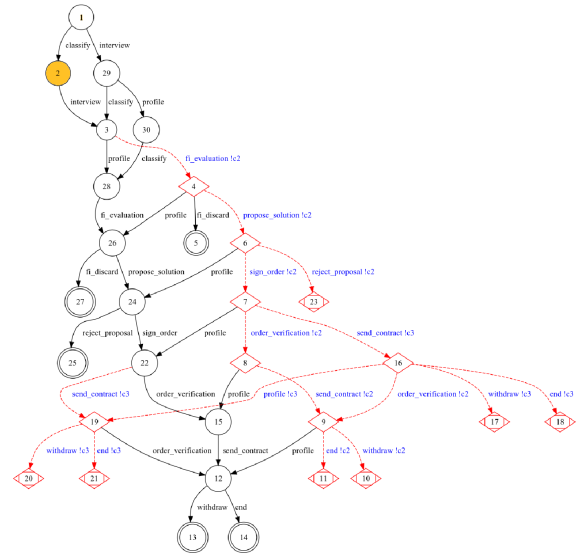 1
classify interview
2 29
interview classify profile
3 30
fi_evaluation !c2
profile classify
28 4
fi_evaluation profile fi_discard propose_solution !c2
26 5 6
fi_discard propose_solution profile sign_order !c2 reject_proposal !c2
27 24 7 23
reject_proposal sign_order profile order_verification !c2 send_contract !c3
25 22 8 16
send_contract !c3 order_verification profile profile !c3 send_contract !c2 order_verification !c2 withdraw !c3 end !c3
19 15 9 17 18
withdraw !c3 end !c3 order_verification send_contract profile end !c2 withdraw !c2
20 21 12 11 10
withdraw end
13 14